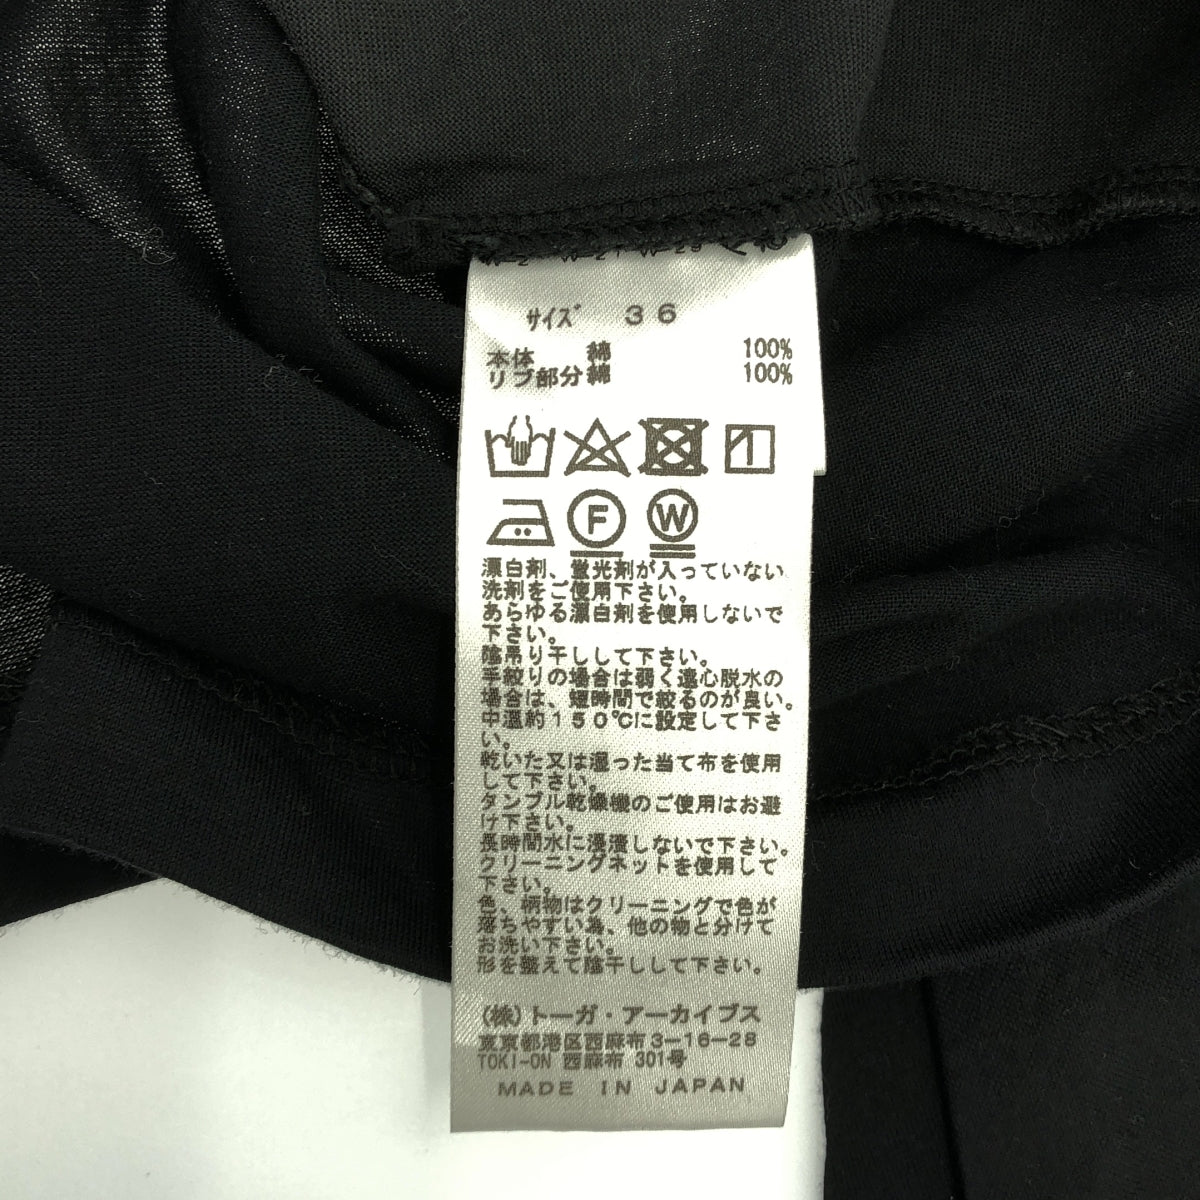 サイズ 36
本体 綿 100%
リブ部分 綿 100%
F W
漂白剤、蛍光剤が入っていない
洗剤をご使用下さい。
あらゆる漂白剤を使用しないで
下さい。
陰吊り干しして下さい。
手絞りの場合は弱く遠心脱水の
場合は、短時間で絞るのが良い。
中温約150℃に設定して下さ
い。
乾いた又は湿った当て布を使用
して下さい。
タンブル乾燥機のご使用はお避
け下さい。
長時間水に浸漬しないで下さい。
クリーニングネットを使用して
下さい。
色、柄物はクリーニングで色が
落ちやすい為、他の物と分けて
お洗い下さい。
形を整えて陰干しして下さい。
(株)トーガ・アーカイブス
東京都港区西麻布3-16-28
TOKI-ON 西麻布 301号
MADE IN JAPAN